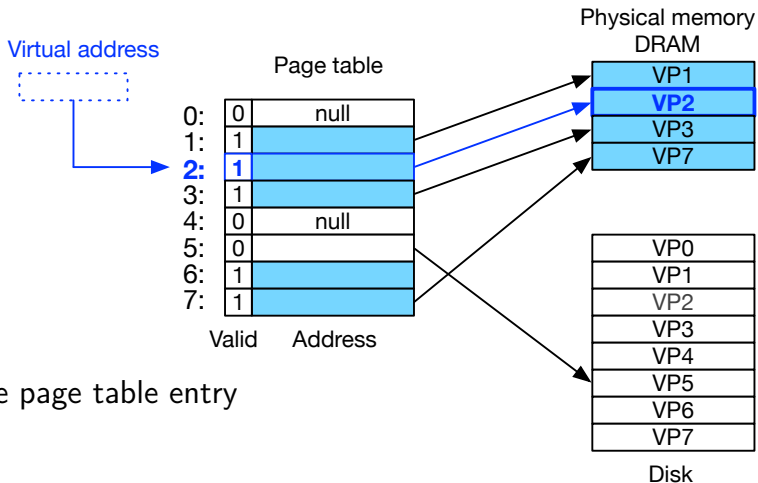 Physical memory
DRAM
Virtual address
Page table
VP1
VP2
VP3
VP7
0: 0 null
1: 1
2: 1
3: 1
4: 0 null
5: 0
6: 1
7: 1
Valid Address
VP0
VP1
VP2
VP3
VP4
VP5
VP6
VP7
Disk
page table entry